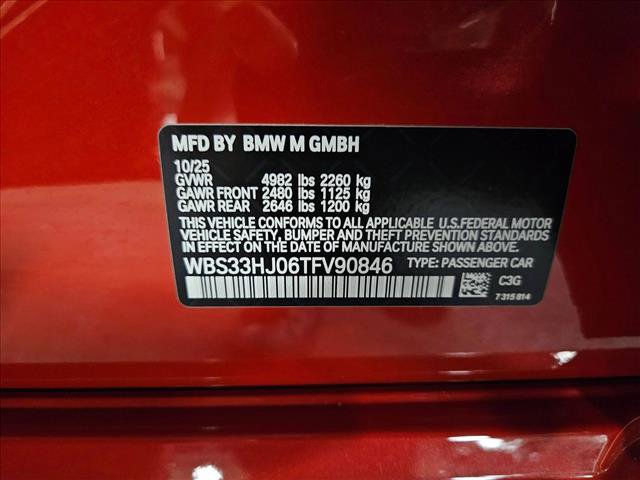 MFD BY BMW M GMBH
10/25
GVWR 4982 lbs 2260 kg
GAWR FRONT 2480 lbs 1125 kg
GAWR REAR 2646 lbs 1200 kg
THIS VEHICLE CONFORMS TO ALL APPLICABLE U.S.FEDERAL MOTOR
VEHICLE SAFETY, BUMPER AND THEFT PREVENTION STANDARDS
IN EFFECT ON THE DATE OF MANUFACTURE SHOWN ABOVE.
WBS33HJ06TFV90846 TYPE: PASSENGER CAR
C3G
7 315 814